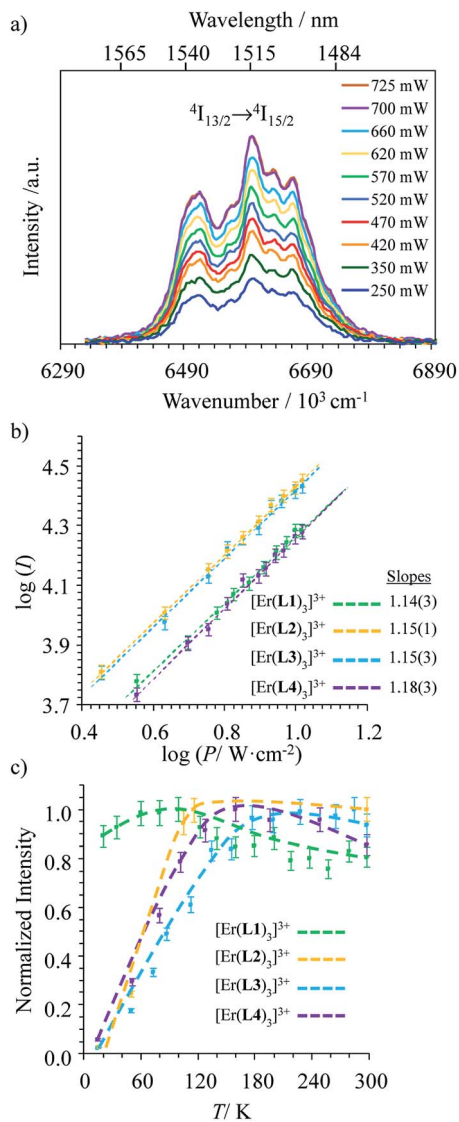 a)
Wavelength / nm
1565 1540 1515 1484
⁴I₁₃/₂→⁴I₁₅/₂
725 mW
700 mW
660 mW
620 mW
570 mW
520 mW
470 mW
420 mW
350 mW
250 mW
Intensity /a.u.
6290 6490 6690 6890
Wavenumber / 10³ cm⁻¹
b)
4.5
4.3
4.1
3.9
3.7
log (I)
Slopes
[Er(L1)₃]³⁺ 1.14(3)
[Er(L2)₃]³⁺ 1.15(1)
[Er(L3)₃]³⁺ 1.15(3)
[Er(L4)₃]³⁺ 1.18(3)
0.4 0.6 0.8 1.0 1.2
log (P/ W·cm⁻²)
c)
1.0
0.8
0.6
0.4
0.2
0.0
Normalized Intensity
[Er(L1)₃]³⁺
[Er(L2)₃]³⁺
[Er(L3)₃]³⁺
[Er(L4)₃]³⁺
0 60 120 180 240 300
T/ K